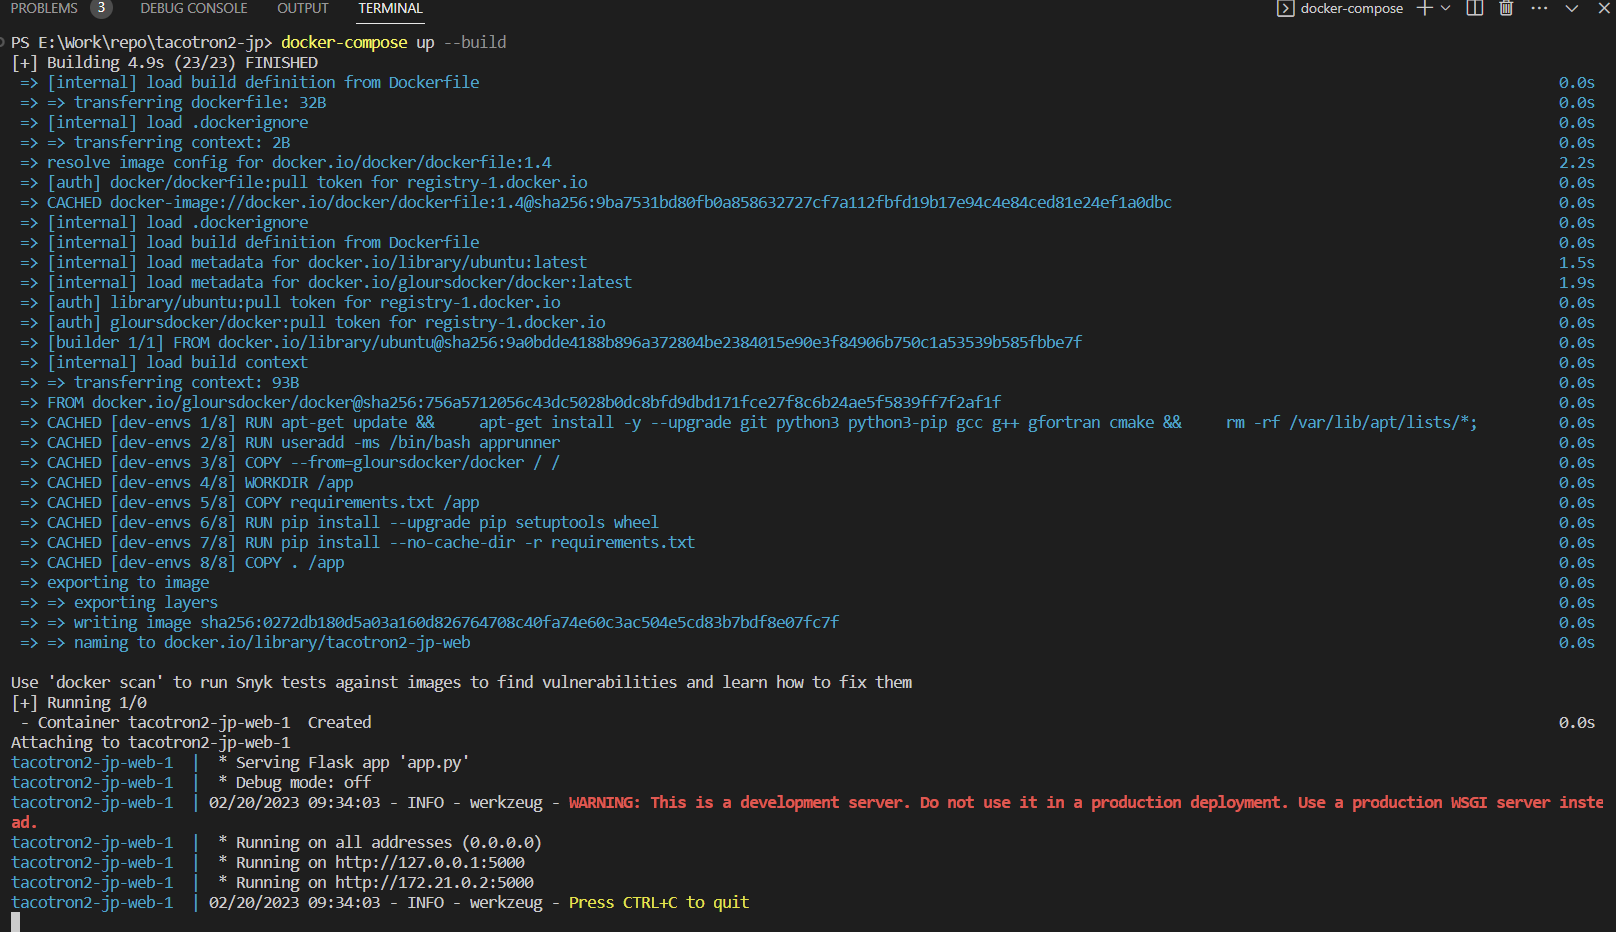 PROBLEMS 3 DEBUG CONSOLE OUTPUT TERMINAL docker-compose
PS E:\Work\repo\tacotron2-jp> docker-compose up --build
[+] Building 4.9s (23/23) FINISHED
=> [internal] load build definition from Dockerfile 0.0s
=> => transferring dockerfile: 32B 0.0s
=> [internal] load .dockerignore 0.0s
=> => transferring context: 2B 0.0s
=> resolve image config for docker.io/docker/dockerfile:1.4 2.2s
=> [auth] docker/dockerfile:pull token for registry-1.docker.io 0.0s
=> CACHED docker-image://docker.io/docker/dockerfile:1.4@sha256:9ba7531bd80fb0a858632727cf7a112fbfd19b17e94c4e84ced81e24ef1a0dbc 0.0s
=> [internal] load .dockerignore 0.0s
=> [internal] load build definition from Dockerfile 0.0s
=> [internal] load metadata for docker.io/library/ubuntu:latest 1.5s
=> [internal] load metadata for docker.io/gloursdocker/docker:latest 1.9s
=> [auth] library/ubuntu:pull token for registry-1.docker.io 0.0s
=> [auth] gloursdocker/docker:pull token for registry-1.docker.io 0.0s
=> [builder 1/1] FROM docker.io/library/ubuntu@sha256:9a0bdde4188b896a372804be2384015e90e3f84906b750c1a53539b585fbbe7f 0.0s
=> [internal] load build context 0.0s
=> => transferring context: 93B 0.0s
=> FROM docker.io/gloursdocker/docker@sha256:756a5712056c43dc5028b0dc8bfd9dbd171fce27f8c6b24ae5f5839ff7f2af1f 0.0s
=> CACHED [dev-envs 1/8] RUN apt-get update &&     apt-get install -y --upgrade git python3 python3-pip gcc g++ gfortran cmake &&     rm -rf /var/lib/apt/lists/*; 0.0s
=> CACHED [dev-envs 2/8] RUN useradd -ms /bin/bash apprunner 0.0s
=> CACHED [dev-envs 3/8] COPY --from=gloursdocker/docker / / 0.0s
=> CACHED [dev-envs 4/8] WORKDIR /app 0.0s
=> CACHED [dev-envs 5/8] COPY requirements.txt /app 0.0s
=> CACHED [dev-envs 6/8] RUN pip install --upgrade pip setuptools wheel 0.0s
=> CACHED [dev-envs 7/8] RUN pip install --no-cache-dir -r requirements.txt 0.0s
=> CACHED [dev-envs 8/8] COPY . /app 0.0s
=> exporting to image 0.0s
=> => exporting layers 0.0s
=> => writing image sha256:0272db180d5a03a160d826764708c40fa74e60c3ac504e5cd83b7bdf8e07fc7f 0.0s
=> => naming to docker.io/library/tacotron2-jp-web 0.0s
Use 'docker scan' to run Snyk tests against images to find vulnerabilities and learn how to fix them
[+] Running 1/0
- Container tacotron2-jp-web-1  Created 0.0s
Attaching to tacotron2-jp-web-1
tacotron2-jp-web-1  |  * Serving Flask app 'app.py'
tacotron2-jp-web-1  |  * Debug mode: off
tacotron2-jp-web-1  | 02/20/2023 09:34:03 - INFO - werkzeug - WARNING: This is a development server. Do not use it in a production deployment. Use a production WSGI server inste
ad.
tacotron2-jp-web-1  |  * Running on all addresses (0.0.0.0)
tacotron2-jp-web-1  |  * Running on http://127.0.0.1:5000
tacotron2-jp-web-1  |  * Running on http://172.21.0.2:5000
tacotron2-jp-web-1  | 02/20/2023 09:34:03 - INFO - werkzeug - Press CTRL+C to quit